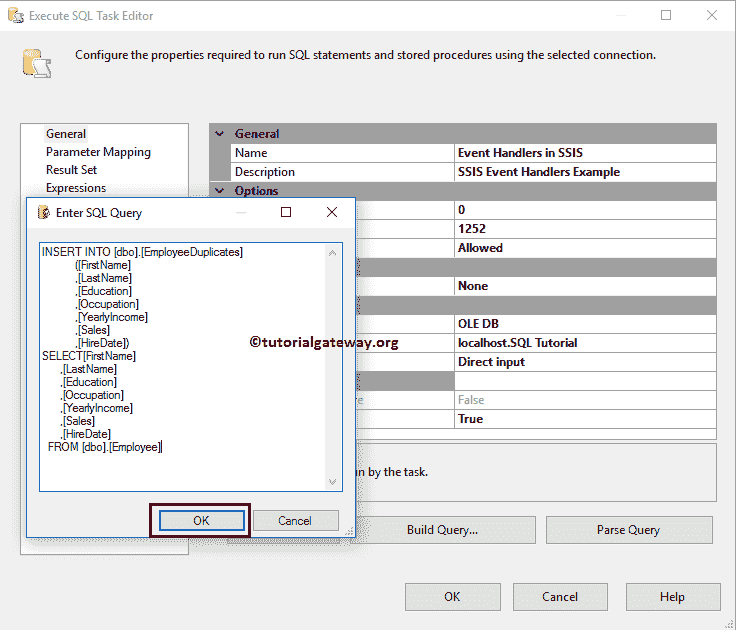 Execute SQL Task Editor
Configure the properties required to run SQL statements and stored procedures using the selected connection.
General
Parameter Mapping
Result Set
Expressions
General
Name Event Handlers in SSIS
Description SSIS Event Handlers Example
Options
0
1252
Allowed
None
OLE DB
localhost.SQL Tutorial
Direct input
False
True
by the task.
Enter SQL Query
INSERT INTO [dbo].[EmployeeDuplicates]
([FirstName]
,[LastName]
,[Education]
,[Occupation]
,[YearlyIncome]
,[Sales]
,[HireDate])
SELECT[FirstName]
,[LastName]
,[Education]
,[Occupation]
,[YearlyIncome]
,[Sales]
,[HireDate]
FROM [dbo].[Employee]
OK Cancel
©tutorialgateway.org
Build Query... Parse Query
OK Cancel Help